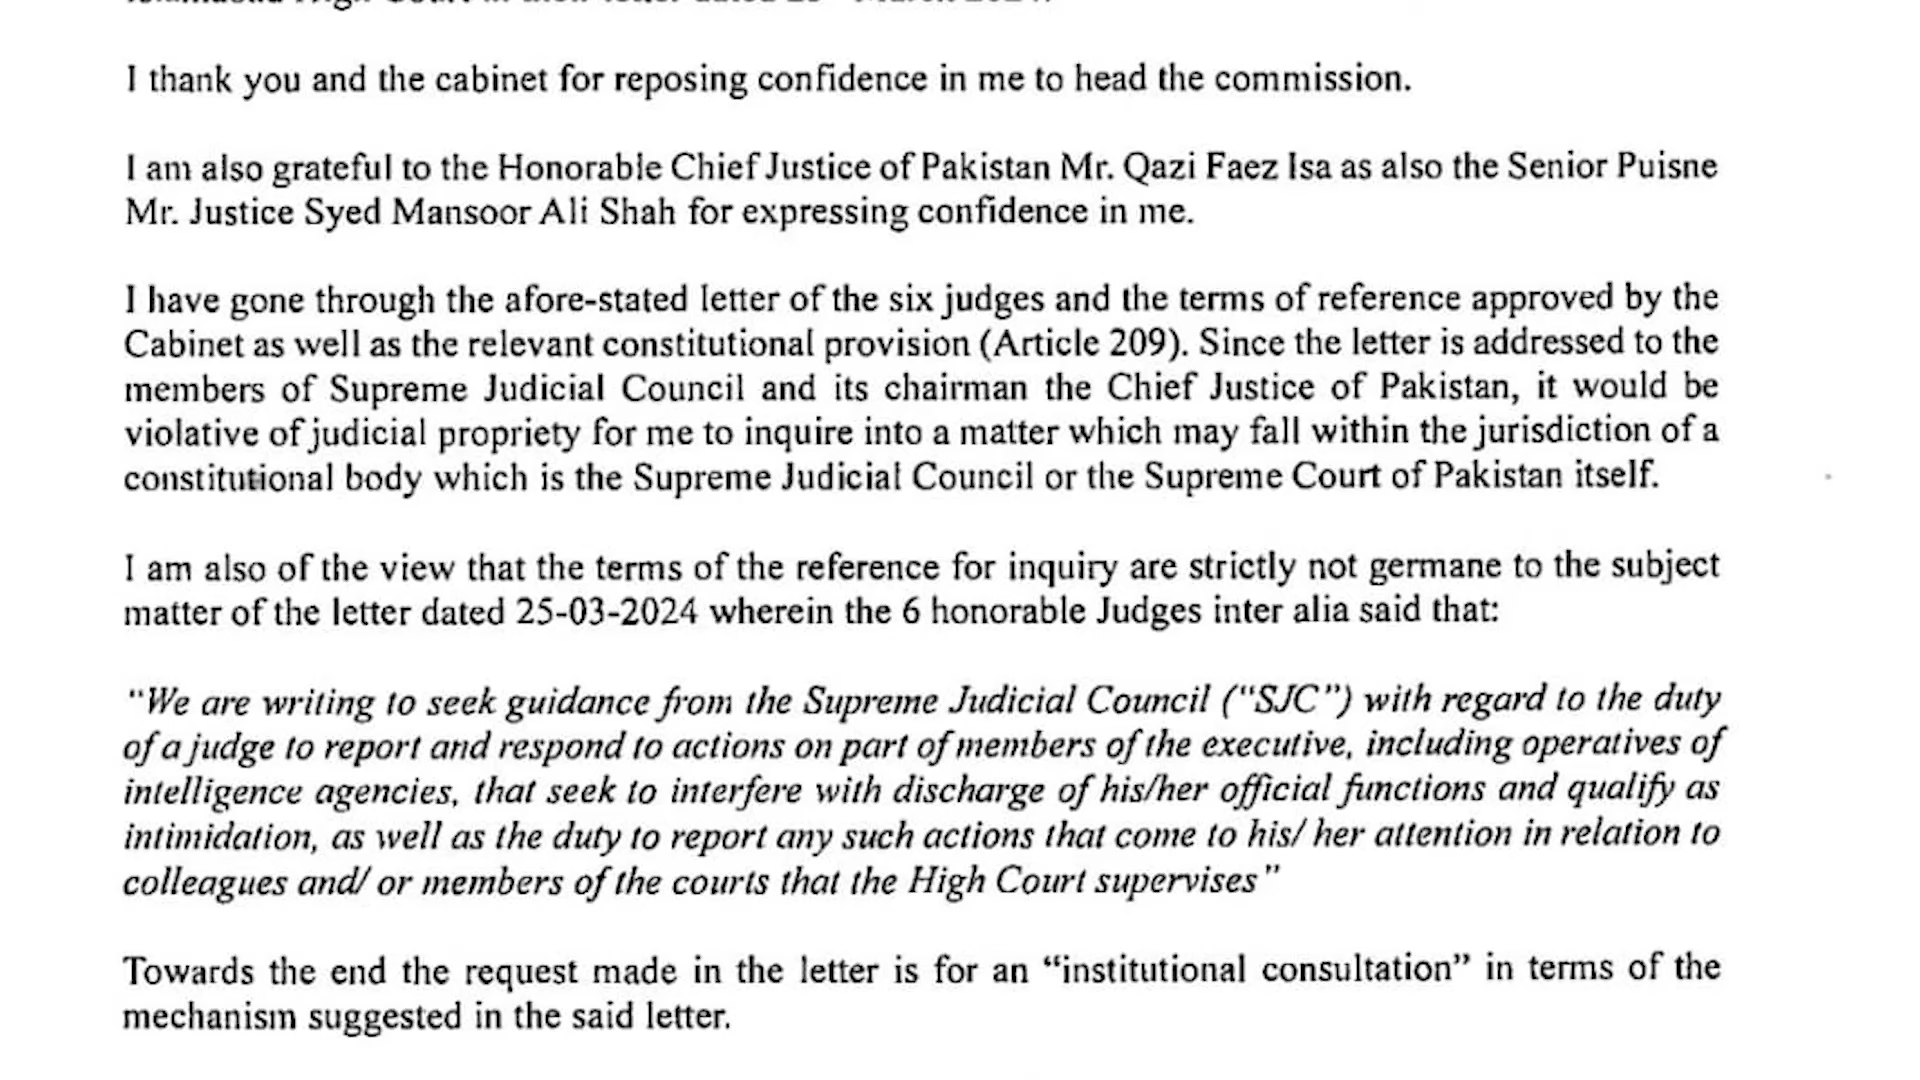 I thank you and the cabinet for reposing confidence in me to head the commission.
I am also grateful to the Honorable Chief Justice of Pakistan Mr. Qazi Faez Isa as also the Senior Puisne
Mr. Justice Syed Mansoor Ali Shah for expressing confidence in me.
I have gone through the afore-stated letter of the six judges and the terms of reference approved by the
Cabinet as well as the relevant constitutional provision (Article 209). Since the letter is addressed to the
members of Supreme Judicial Council and its chairman the Chief Justice of Pakistan, it would be
violative of judicial propriety for me to inquire into a matter which may fall within the jurisdiction of a
constitutional body which is the Supreme Judicial Council or the Supreme Court of Pakistan itself.
I am also of the view that the terms of the reference for inquiry are strictly not germane to the subject
matter of the letter dated 25-03-2024 wherein the 6 honorable Judges inter alia said that:
“We are writing to seek guidance from the Supreme Judicial Council (“SJC”) with regard to the duty
of a judge to report and respond to actions on part of members of the executive, including operatives of
intelligence agencies, that seek to interfere with discharge of his/her official functions and qualify as
intimidation, as well as the duty to report any such actions that come to his/ her attention in relation to
colleagues and/ or members of the courts that the High Court supervises”
Towards the end the request made in the letter is for an “institutional consultation” in terms of the
mechanism suggested in the said letter.